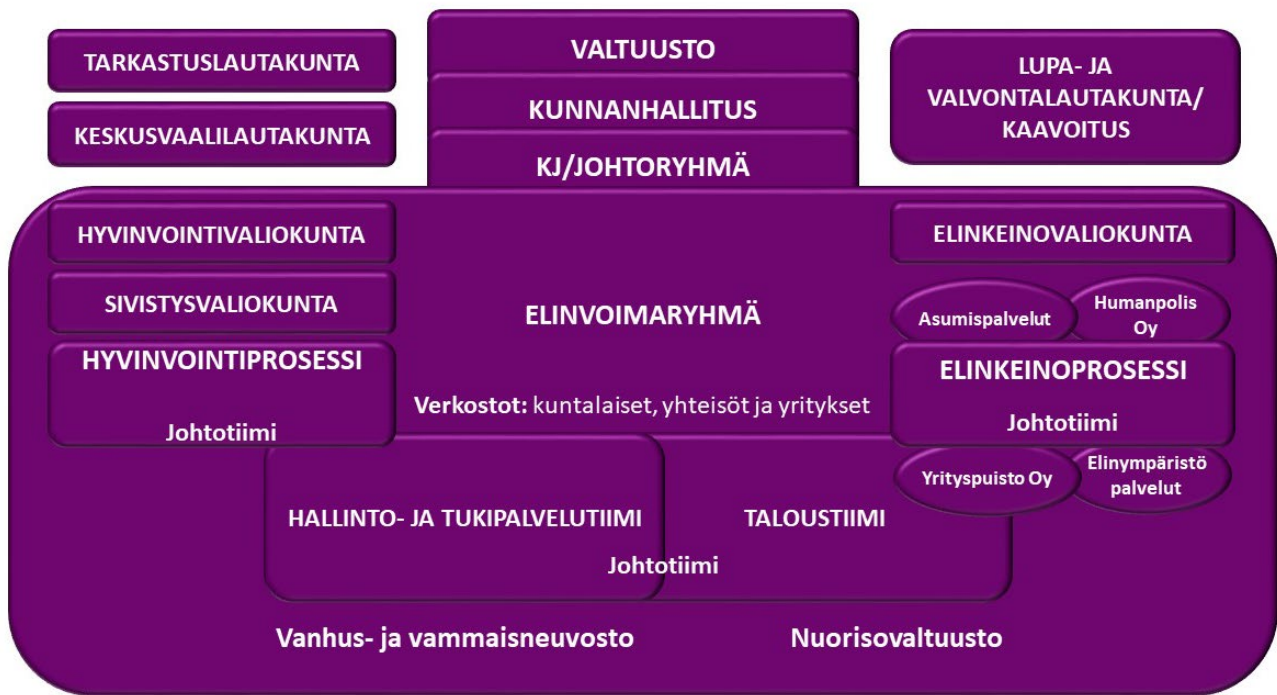 TARKASTUSLAUTAKUNTA
KESKUSVAALILAUTAKUNTA
VALTUUSTO
KUNNANHALLITUS
KJ/JOHTORYHMÄ
LUPA- JA
VALVONTALAUTAKUNTA/
KAAVOITUS
HYVINVOINTIVALIOKUNTA
SIVISTYSVALIOKUNTA
HYVINVOINTIPROSESSI
Johtotiimi
ELINVOIMARYHMÄ
Verkostot: kuntalaiset, yhteisöt ja yritykset
ELINKEINOVALIOKUNTA
Asumispalvelut
Humanpolis
Oy
ELINKEINOPROSESSI
Johtotiimi
Yrityspuisto Oy
Elinympäristö
palvelut
HALLINTO- JA TUKIPALVELUTIIMI
TALOUSTIIMI
Johtotiimi
Vanhus- ja vammaisneuvosto
Nuorisovaltuusto